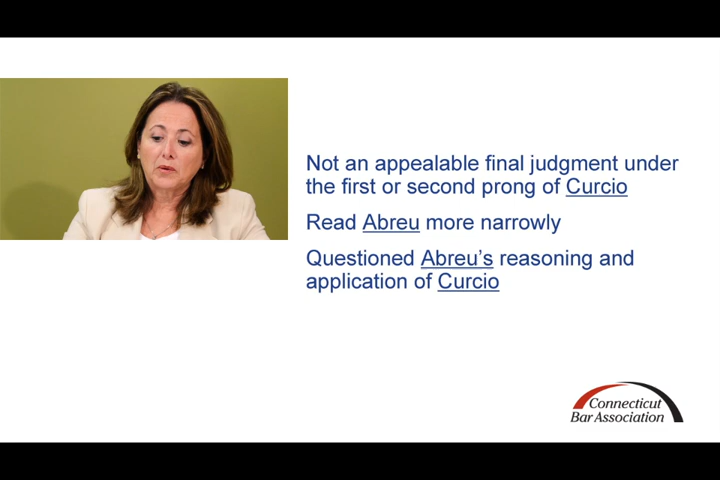 Not an appealable final judgment under
the first or second prong of Curcio
Read Abreu more narrowly
Questioned Abreu's reasoning and
application of Curcio
Connecticut
Bar Association